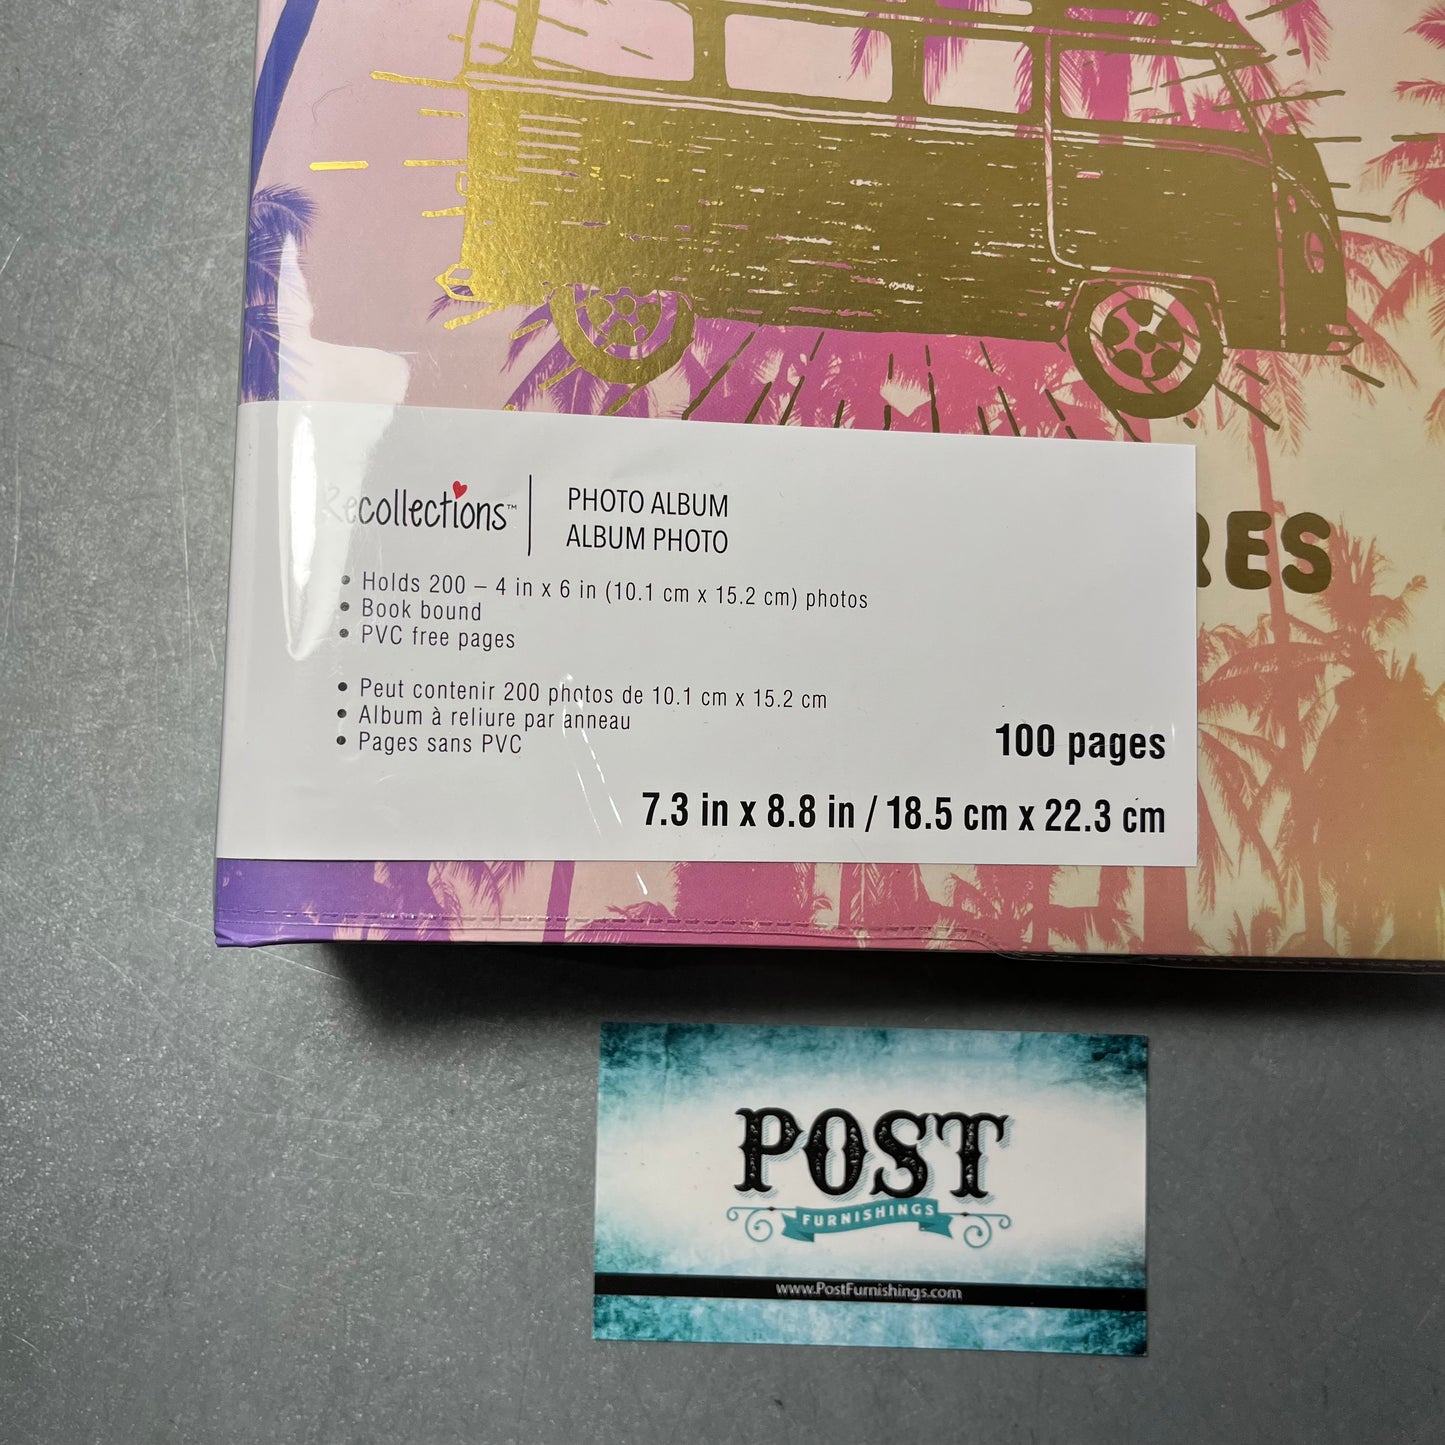 Recollections™
PHOTO ALBUM
ALBUM PHOTO
• Holds 200 – 4 in x 6 in (10.1 cm x 15.2 cm) photos
• Book bound
• PVC free pages
• Peut contenir 200 photos de 10.1 cm x 15.2 cm
• Album à reliure par anneau
• Pages sans PVC
100 pages
7.3 in x 8.8 in / 18.5 cm x 22.3 cm
RES
POST
FURNISHINGS
www.PostFurnishings.com